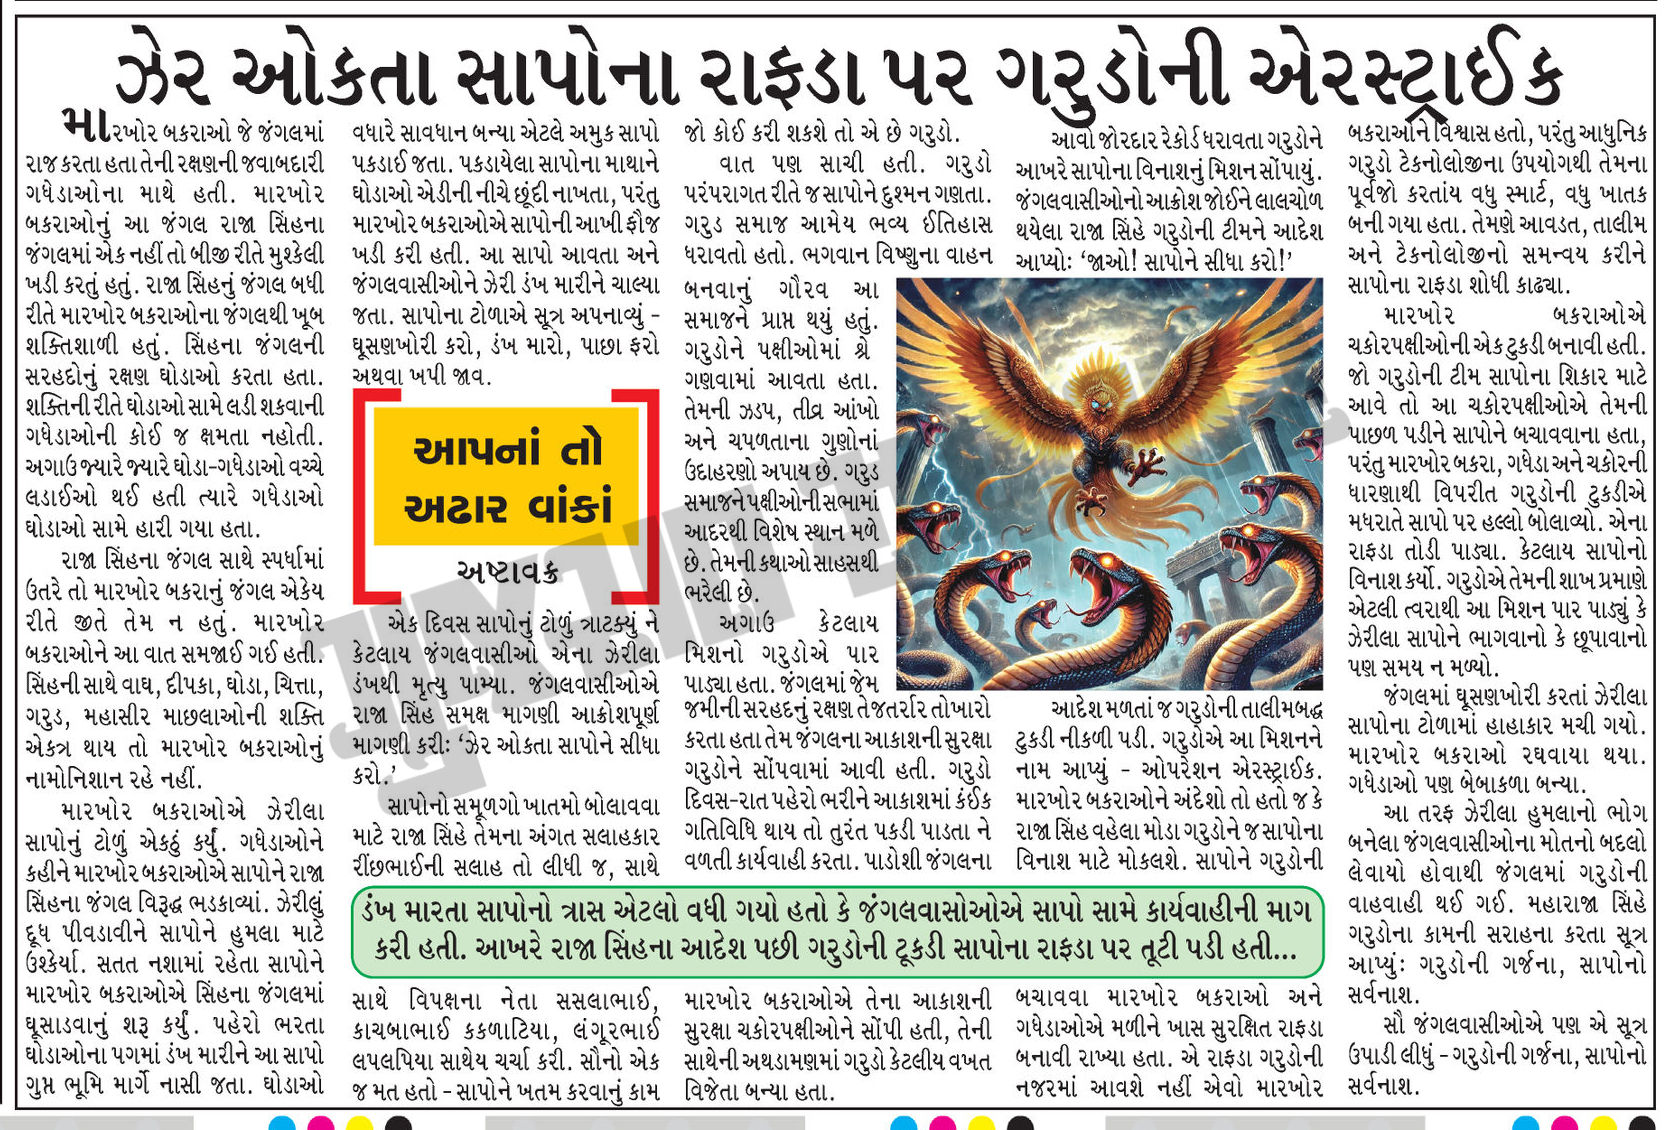 ઝેર ઓકતા સાપોના રાફડા પર ગરુડોની એરસ્ટ્રાઈક
મારખોર બકરાઓ જે જંગલમાં
રાજ કરતા હતા તેની રક્ષણની જવાબદારી
ગધેડાઓના માથે હતી. મારખોર
બકરાઓનું આ જંગલ રાજા સિંહના
જંગલમાં એક નહીં તો બીજી રીતે મુશ્કેલી
ખડી કરતું હતું. રાજા સિંહનું જંગલ બધી
રીતે મારખોર બકરાઓના જંગલથી ખૂબ
શક્તિશાળી હતું. સિંહના જંગલની
સરહદોનું રક્ષણ ઘોડાઓ કરતા હતા.
શક્તિની રીતે ઘોડાઓ સામે લડી શકવાની
ગધેડાઓની કોઈ જ ક્ષમતા નહોતી.
અગાઉ જ્યારે જ્યારે ઘોડા-ગધેડાઓ વચ્ચે
લડાઈઓ થઈ હતી ત્યારે ગધેડાઓ
ઘોડાઓ સામે હારી ગયા હતા.
રાજા સિંહના જંગલ સાથે સ્પર્ધામાં
ઉતરે તો મારખોર બકરાનું જંગલ એકેય
રીતે જીતે તેમ ન હતું. મારખોર
બકરાઓને આ વાત સમજાઈ ગઈ હતી.
સિંહની સાથે વાઘ, દીપકા, ઘોડા, ચિત્તા,
ગરુડ, મહાસીર માછલાઓની શક્તિ
એકત્ર થાય તો મારખોર બકરાઓનું
નામોનિશાન રહે નહીં.
મારખોર બકરાઓએ ઝેરીલા
સાપોનું ટોળું એકઠું કર્યું. ગધેડાઓને
કહીને મારખોર બકરાઓએ સાપોને રાજા
સિંહના જંગલ વિરૂદ્ધ ભડકાવ્યાં. ઝેરીલું
દૂધ પીવડાવીને સાપોને હુમલા માટે
ઉશ્કેર્યા. સતત નશામાં રહેતા સાપોને
મારખોર બકરાઓએ સિંહના જંગલમાં
ઘૂસાડવાનું શરૂ કર્યું. પહેરો ભરતા
ઘોડાઓના પગમાં ડંખ મારીને આ સાપો
ગુપ્ત ભૂમિ માર્ગે નાસી જતા. ઘોડાઓ
વધારે સાવધાન બન્યા એટલે અમુક સાપો
પકડાઈ જતા. પકડાયેલા સાપોના માથાને
ઘોડાઓ એડીની નીચે છૂંદી નાખતા, પરંતુ
મારખોર બકરાઓએ સાપોની આખી ફૌજ
ખડી કરી હતી. આ સાપો આવતા અને
જંગલવાસીઓને ઝેરી ડંખ મારીને ચાલ્યા
જતા. સાપોના ટોળાએ સૂત્ર અપનાવ્યું -
ઘૂસણખોરી કરો, ડંખ મારો, પાછા ફરો
અથવા ખપી જાવ.
આપનાં તો
અઢાર વાંકાં
અષ્ટાવક્ર
એક દિવસ સાપોનું ટોળું ત્રાટક્યું ને
કેટલાય જંગલવાસીઓ એના ઝેરીલા
ડંખથી મૃત્યુ પામ્યા. જંગલવાસીઓએ
રાજા સિંહ સમક્ષ માગણી આક્રોશપૂર્ણ
માગણી કરી: ‘ઝેર ઓકતા સાપોને સીધા
કરો.’
સાપોનો સમૂળગો ખાતમો બોલાવવા
માટે રાજા સિંહે તેમના અંગત સલાહકાર
રીંછભાઈની સલાહ તો લીધી જ, સાથે
ડંખ મારતા સાપોનો ત્રાસ એટલો વધી ગયો હતો કે જંગલવાસોઓએ સાપો સામે કાર્યવાહીની માગ
કરી હતી. આખરે રાજા સિંહના આદેશ પછી ગરુડોની ટૂકડી સાપોના રાફડા પર તૂટી પડી હતી...
સાથે વિપક્ષના નેતા સસલાભાઈ,
કાચબાભાઈ કકળાટિયા, લંગૂરભાઈ
લપલપિયા સાથેય ચર્ચા કરી. સૌનો એક
જ મત હતો - સાપોને ખતમ કરવાનું કામ
જો કોઈ કરી શકશે તો એ છે ગરુડો.
વાત પણ સાચી હતી. ગરુડો
પરંપરાગત રીતે જ સાપોને દુશ્મન ગણતા.
ગરુડ સમાજ આમેય ભવ્ય ઈતિહાસ
ધરાવતો હતો. ભગવાન વિષ્ણુના વાહન
બનવાનું ગૌરવ આ
સમાજને પ્રાપ્ત થયું હતું.
ગરુડોને પક્ષીઓમાં શ્રે
ગણવામાં આવતા હતા.
તેમની ઝડપ, તીવ્ર આંખો
અને ચપળતાના ગુણોનાં
ઉદાહરણો અપાય છે. ગરુડ
સમાજને પક્ષીઓની સભામાં
આદરથી વિશેષ સ્થાન મળે
છે. તેમની કથાઓ સાહસથી
ભરેલી છે.
અગાઉ કેટલાય
મિશનો ગરુડોએ પાર
પાડ્યા હતા. જંગલમાં જેમ
જમીની સરહદનું રક્ષણ તેજતર્રાર તોખારો
કરતા હતા તેમ જંગલના આકાશની સુરક્ષા
ગરુડોને સોંપવામાં આવી હતી. ગરુડો
દિવસ-રાત પહેરો ભરીને આકાશમાં કંઈક
ગતિવિધિ થાય તો તુરંત પકડી પાડતા ને
વળતી કાર્યવાહી કરતા. પાડોશી જંગલના
મારખોર બકરાઓએ તેના આકાશની
સુરક્ષા ચકોરપક્ષીઓને સોંપી હતી, તેની
સાથેની અથડામણમાં ગરુડો કેટલીય વખત
વિજેતા બન્યા હતા.
આવો જોરદાર રેકોર્ડ ધરાવતા ગરુડોને
આખરે સાપોના વિનાશનું મિશન સોંપાયું.
જંગલવાસીઓનો આક્રોશ જોઈને લાલચોળ
થયેલા રાજા સિંહે ગરુડોની ટીમને આદેશ
આપ્યોઃ ‘જાઓ! સાપોને સીધા કરો!’
આદેશ મળતાં જ ગરુડોની તાલીમબદ્ધ
ટુકડી નીકળી પડી. ગરુડોએ આ મિશનને
નામ આપ્યું - ઓપરેશન એરસ્ટ્રાઈક.
મારખોર બકરાઓને અંદેશો તો હતો જ કે
રાજા સિંહ વહેલા મોડા ગરુડોને જ સાપોના
વિનાશ માટે મોકલશે. સાપોને ગરુડોની
બચાવવા મારખોર બકરાઓ અને
ગધેડાઓએ મળીને ખાસ સુરક્ષિત રાફડા
બનાવી રાખ્યા હતા. એ રાફડા ગરુડોની
નજરમાં આવશે નહીં એવો મારખોર
બકરાઓને વિશ્વાસ હતો, પરંતુ આધુનિક
ગરુડો ટેકનોલોજીના ઉપયોગથી તેમના
પૂર્વજો કરતાંય વધુ સ્માર્ટ, વધુ ખાતક
બની ગયા હતા. તેમણે આવડત, તાલીમ
અને ટેકનોલોજીનો સમન્વય કરીને
સાપોના રાફડા શોધી કાઢ્યા.
મારખોર બકરાઓએ
ચકોરપક્ષીઓની એક ટુકડી બનાવી હતી.
જો ગરુડોની ટીમ સાપોના શિકાર માટે
આવે તો આ ચકોરપક્ષીઓએ તેમની
પાછળ પડીને સાપોને બચાવવાના હતા,
પરંતુ મારખોર બકરા, ગધેડા અને ચકોરની
ધારણાથી વિપરીત ગરુડોની ટુકડીએ
મધરાતે સાપો પર હલ્લો બોલાવ્યો. એના
રાફડા તોડી પાડ્યા. કેટલાય સાપોનો
વિનાશ કર્યો. ગરુડોએ તેમની શાખ પ્રમાણે
એટલી ત્વરાથી આ મિશન પાર પાડ્યું કે
ઝેરીલા સાપોને ભાગવાનો કે છૂપાવાનો
પણ સમય ન મળ્યો.
જંગલમાં ઘૂસણખોરી કરતાં ઝેરીલા
સાપોના ટોળામાં હાહાકાર મચી ગયો.
મારખોર બકરાઓ રઘવાયા થયા.
ગધેડાઓ પણ બેબાકળા બન્યા.
આ તરફ ઝેરીલા હુમલાનો ભોગ
બનેલા જંગલવાસીઓના મોતનો બદલો
લેવાયો હોવાથી જંગલમાં ગરુડોની
વાહવાહી થઈ ગઈ. મહારાજા સિંહે
ગરુડોના કામની સરાહના કરતા સૂત્ર
આપ્યુંઃ ગરુડોની ગર્જના, સાપોનો
સર્વનાશ.
સૌ જંગલવાસીઓએ પણ એ સૂત્ર
ઉપાડી લીધું - ગરુડોની ગર્જના, સાપોનો
સર્વનાશ.